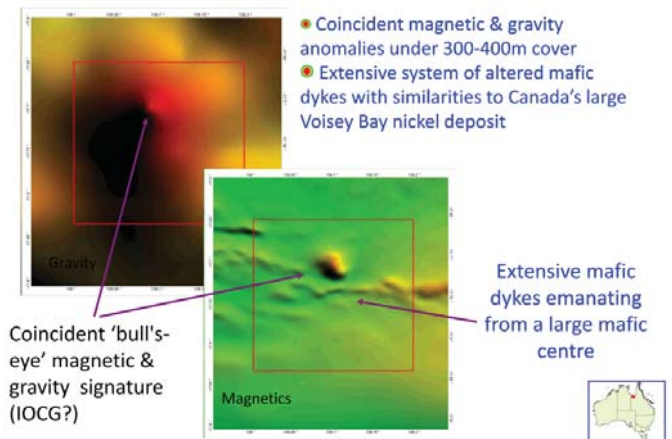 Coincident magnetic & gravity
anomalies under 300-400m cover
Extensive system of altered mafic
dykes with similarities to Canada's large
Voisey Bay nickel deposit
Gravity
Coincident 'bull's-
eye' magnetic &
gravity signature
(IOCG?)
Magnetics
Extensive mafic
dykes emanating
from a large mafic
centre